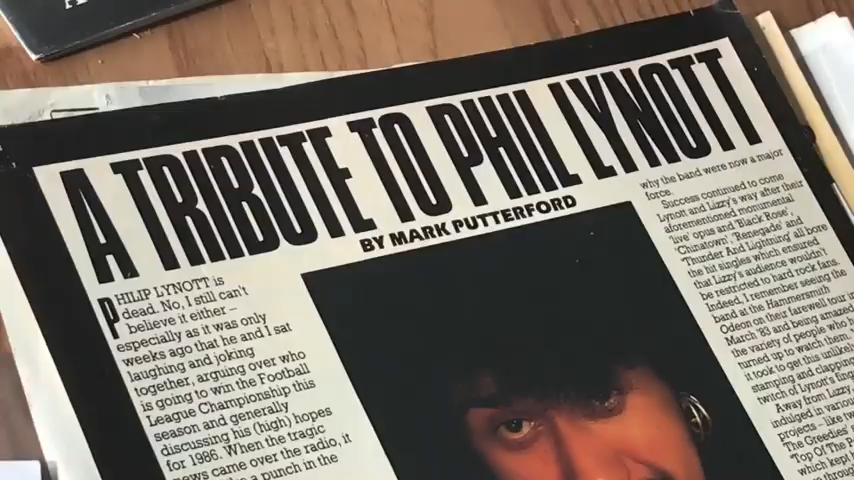 A TRIBUTE TO PHIL LYNOTT
BY MARK PUTTERFORD
PHILIP LYNOTT is
dead. No, I still can't
believe it either –
especially as it was only
weeks ago that he and I sat
laughing and joking
together, arguing over who
is going to win the Football
League Championship this
season and generally
discussing his (high) hopes
for 1986. When the tragic
news came over the radio, it
a punch in the
why the band were now a major
force.
Success continued to come
Lynott and Lizzy's way after their
aforementioned monumental
'live' opus and 'Black Rose',
'Chinatown', 'Renegade' and
'Thunder And Lightning' all bore
the hit singles which ensured
that Lizzy's audience wouldn't
be restricted to hard rock fans.
Indeed, I remember seeing the
band at the Hammersmith
Odeon on their farewell tour in
March '83 and being amazed
the variety of people who
turned up to watch them.
it took to get this unlikely
stamping and clapping
twitch of Lynott's
Away from Lizzy
indulged in various
projects – like
The Greedies'
'Top Of The
which kept
through